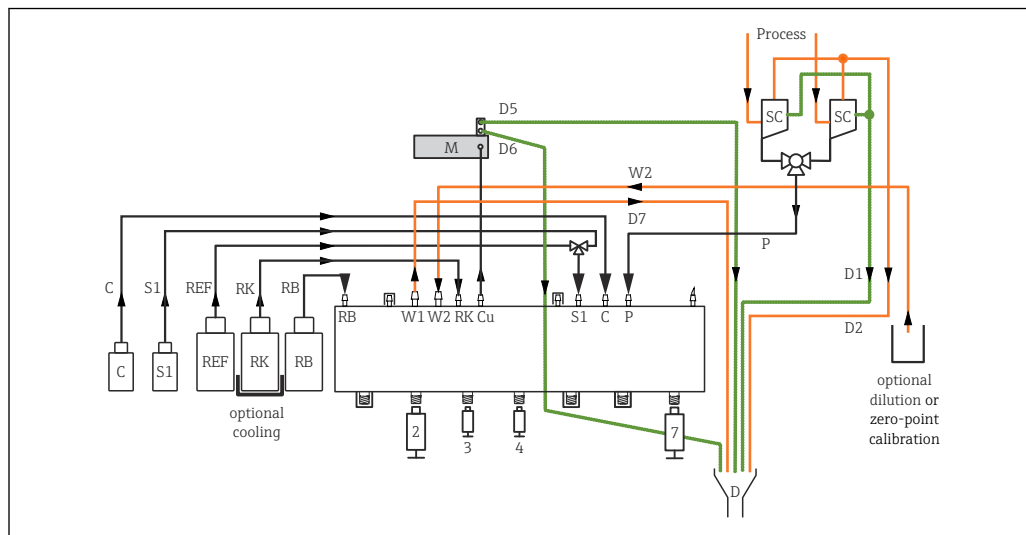 Process
SC
SC
D5
M
D6
W2
D7
P
C
S1
REF
RK
RB
D1
D2
RB
W1
W2
RK
Cu
S1
C
P
C
S1
REF
RK
RB
optional
cooling
2
3
4
7
optional
dilution or
zero-point
calibration
D